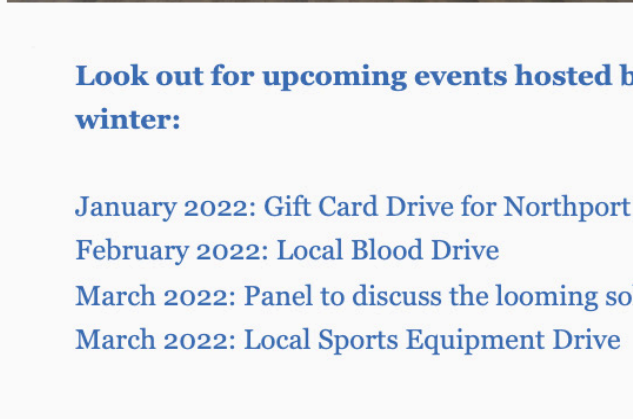 Look out for upcoming events hosted
winter:
January 2022: Gift Card Drive for Northport
February 2022: Local Blood Drive
March 2022: Panel to discuss the looming
March 2022: Local Sports Equipment Drive